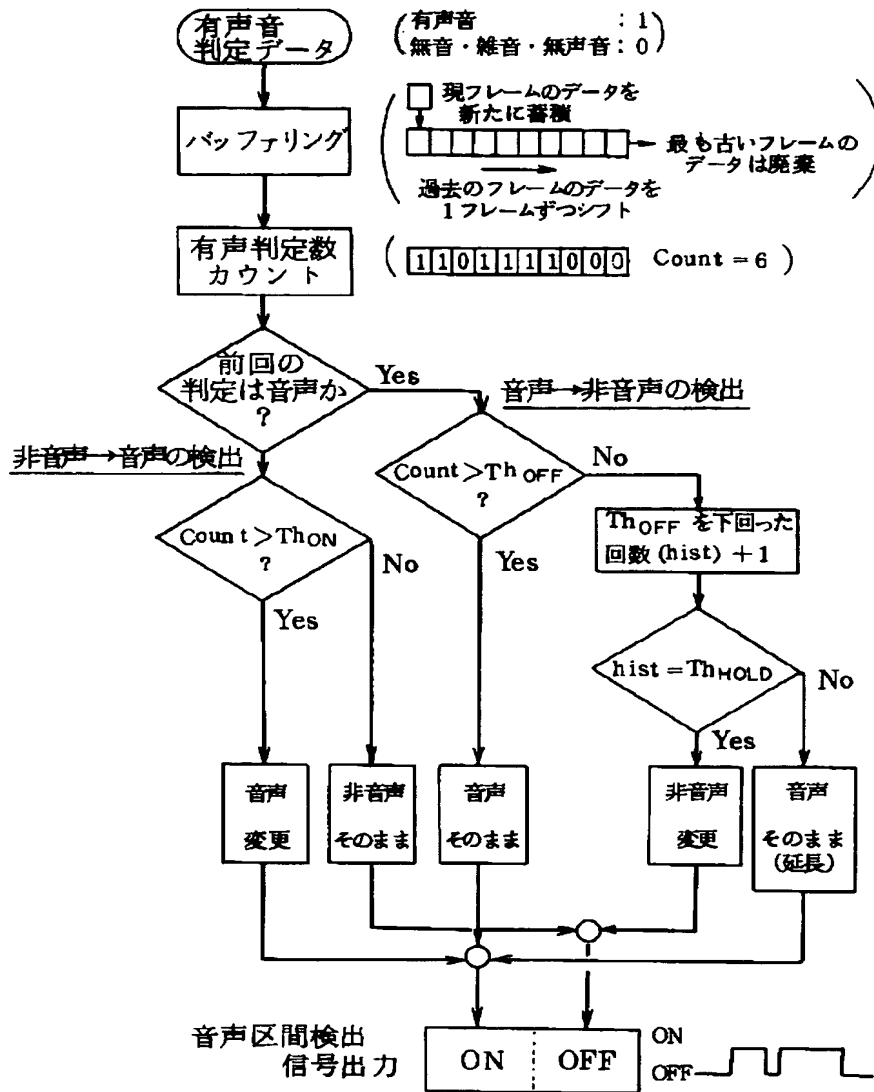 有声音
判定データ
有声音 : 1
無音・雑音・無声音 : 0
バッファリング
現フレームのデータを
新たに蓄積
最も古いフレームの
データは廃棄
過去のフレームのデータを
1フレームずつシフト
有声判定数
カウント
1 1 0 1 1 1 1 0 0 0 Count = 6
前回の
判定は音声か
?
Yes
音声→非音声の検出
非音声→音声の検出
Count>ThOFF
?
No
Yes
Count>ThON
?
No
Yes
ThOFF を下回った
回数(hist)+1
hist=ThHOLD
No
Yes
音声
変更
非音声
そのまま
音声
そのまま
非音声
変更
音声
そのまま
(延長)
音声区間検出
信号出力
ON
OFF
ON
OFF